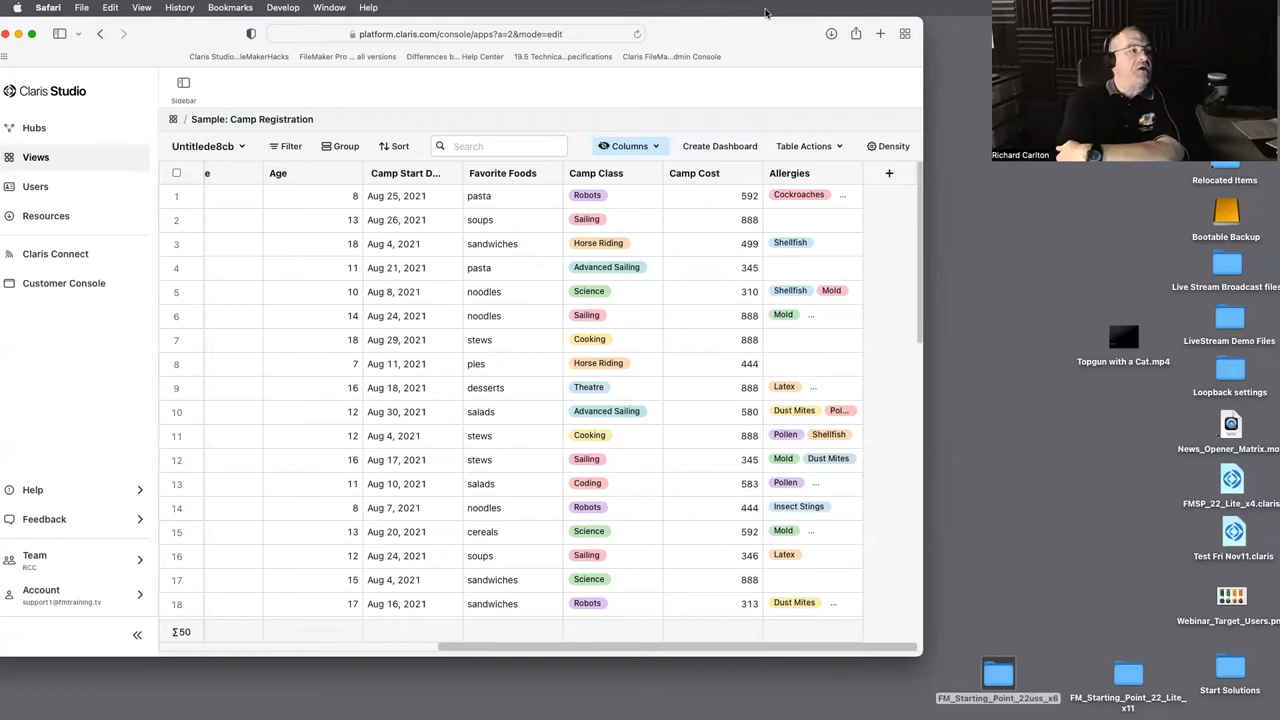 Safari File Edit View History Bookmarks Develop Window Help
platform.claris.com/console/apps?a=2&mode=edit
Claris Studio...leMakerHacks FileMaker Pro ... all versions Differences b... Help Center 19.5 Technica...pecifications Claris FileMa...dmin Console
Richard Carlton
Claris Studio
Hubs
Views
Users
Resources
Claris Connect
Customer Console
Help
Feedback
Team
RCC
Account
support1@fmtraining.tv
Sidebar
/ Sample: Camp Registration
Untitlede8cb Filter Group Sort Search Columns Create Dashboard Table Actions Density
e Age Camp Start D... Favorite Foods Camp Class Camp Cost Allergies +
1 8 Aug 25, 2021 pasta Robots 592 Cockroaches ...
2 13 Aug 26, 2021 soups Sailing 888
3 18 Aug 4, 2021 sandwiches Horse Riding 499 Shellfish
4 11 Aug 21, 2021 pasta Advanced Sailing 345
5 10 Aug 8, 2021 noodles Science 310 Shellfish Mold
6 14 Aug 24, 2021 noodles Sailing 888 Mold ...
7 18 Aug 29, 2021 stews Cooking 888
8 7 Aug 11, 2021 pies Horse Riding 444
9 16 Aug 18, 2021 desserts Theatre 888 Latex ...
10 12 Aug 30, 2021 salads Advanced Sailing 580 Dust Mites Pol...
11 12 Aug 4, 2021 stews Cooking 888 Pollen Shellfish
12 16 Aug 17, 2021 stews Sailing 345 Mold Dust Mites
13 11 Aug 10, 2021 salads Coding 583 Pollen ...
14 8 Aug 7, 2021 noodles Robots 444 Insect Stings
15 13 Aug 20, 2021 cereals Science 592 Mold ...
16 12 Aug 24, 2021 soups Sailing 346 Latex
17 15 Aug 4, 2021 sandwiches Science 888
18 17 Aug 16, 2021 sandwiches Robots 313 Dust Mites ...
Σ50
Relocated Items
Bootable Backup
Live Stream Broadcast files
LiveStream Demo Files
Topgun with a Cat.mp4
Loopback settings
News_Opener_Matrix.mo
FMSP_22_Lite_x4.claris
Test Fri Nov11.claris
Webinar_Target_Users.pn
Start Solutions
FM_Starting_Point_22uss_x6
FM_Starting_Point_22_Lite_
x11